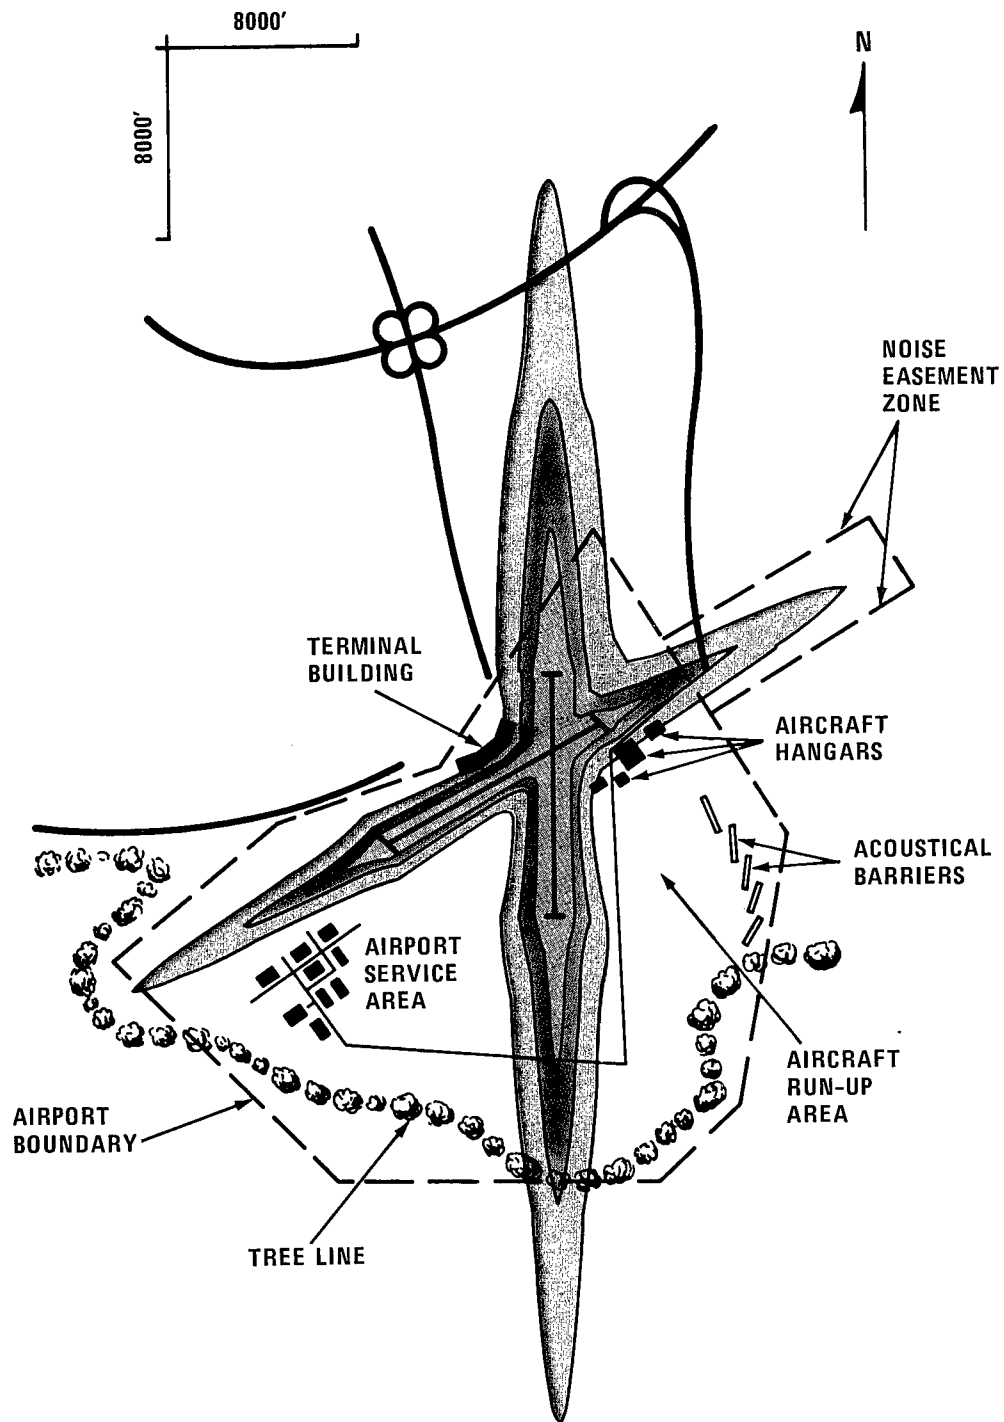 8000'
8000'
N
NOISE
EASEMENT
ZONE
TERMINAL
BUILDING
AIRCRAFT
HANGARS
ACOUSTICAL
BARRIERS
AIRPORT
SERVICE
AREA
AIRCRAFT
RUN-UP
AREA
AIRPORT
BOUNDARY
TREE LINE